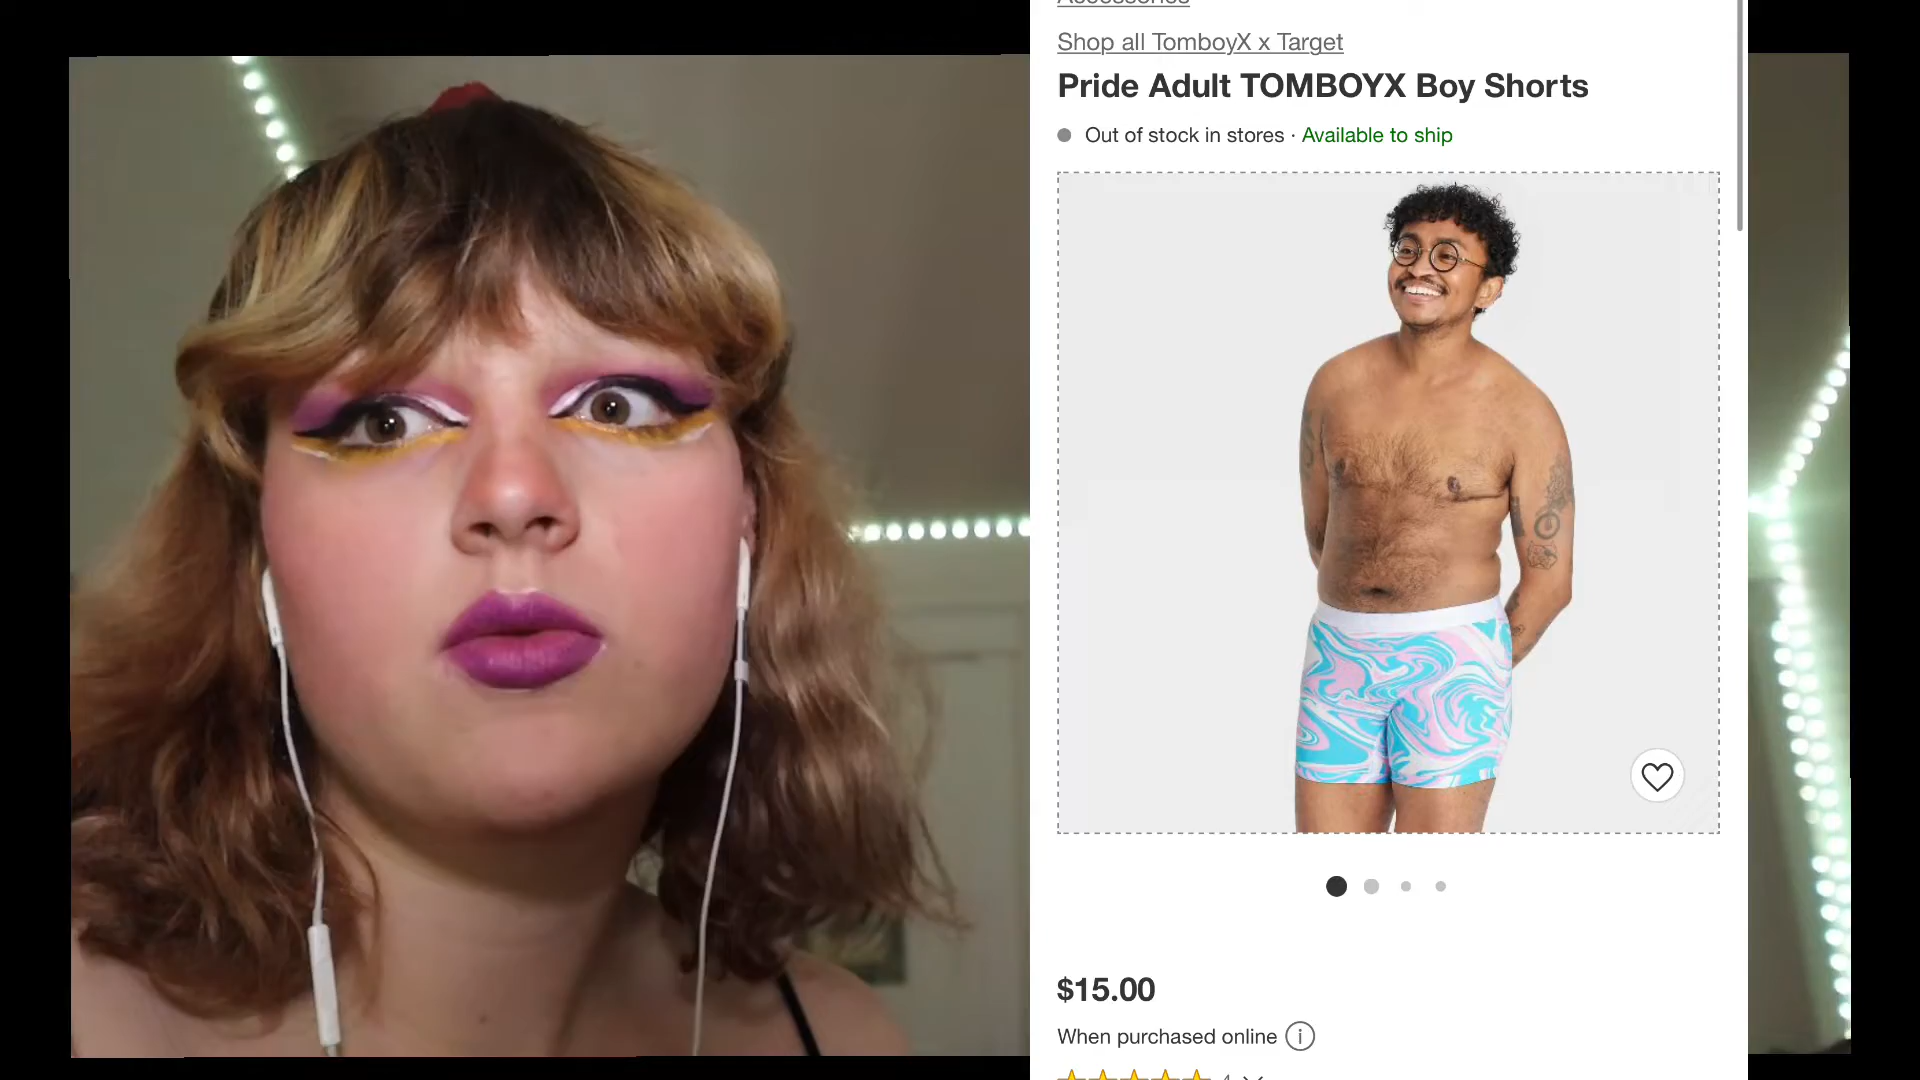 Accessories
Shop all TomboyX x Target
Pride Adult TOMBOYX Boy Shorts
Out of stock in stores · Available to ship
$15.00
When purchased online